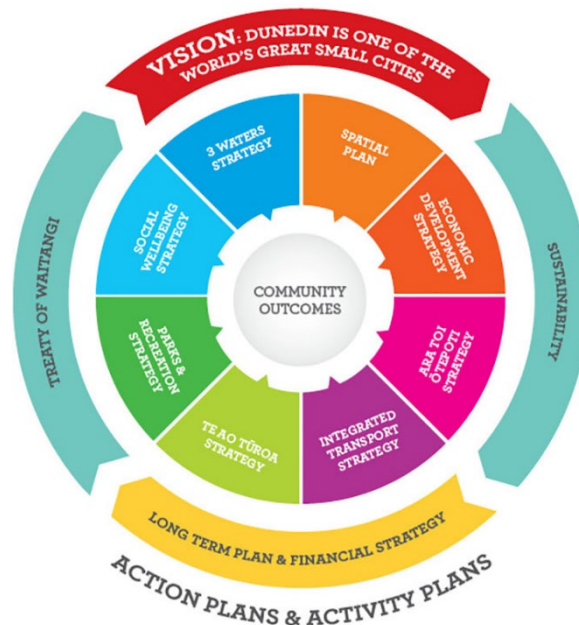 VISION: DUNEDIN IS ONE OF THE
WORLD'S GREAT SMALL CITIES
3 WATERS
STRATEGY
SPATIAL
PLAN
SOCIAL
WELLBEING
STRATEGY
ECONOMIC
DEVELOPMENT
STRATEGY
TREATY OF WAITANGI
COMMUNITY
OUTCOMES
SUSTAINABILITY
PARKS &
RECREATION
STRATEGY
ARA TOI
ŌTEPOTI
STRATEGY
TE AO TŪROA
STRATEGY
INTEGRATED
TRANSPORT
STRATEGY
LONG TERM PLAN & FINANCIAL STRATEGY
ACTION PLANS & ACTIVITY PLANS